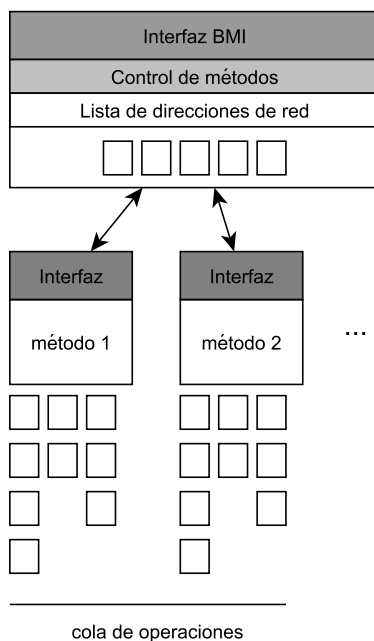 Interfaz BMI
Control de métodos
Lista de direcciones de red
Interfaz
Interfaz
método 1
método 2
...
cola de operaciones